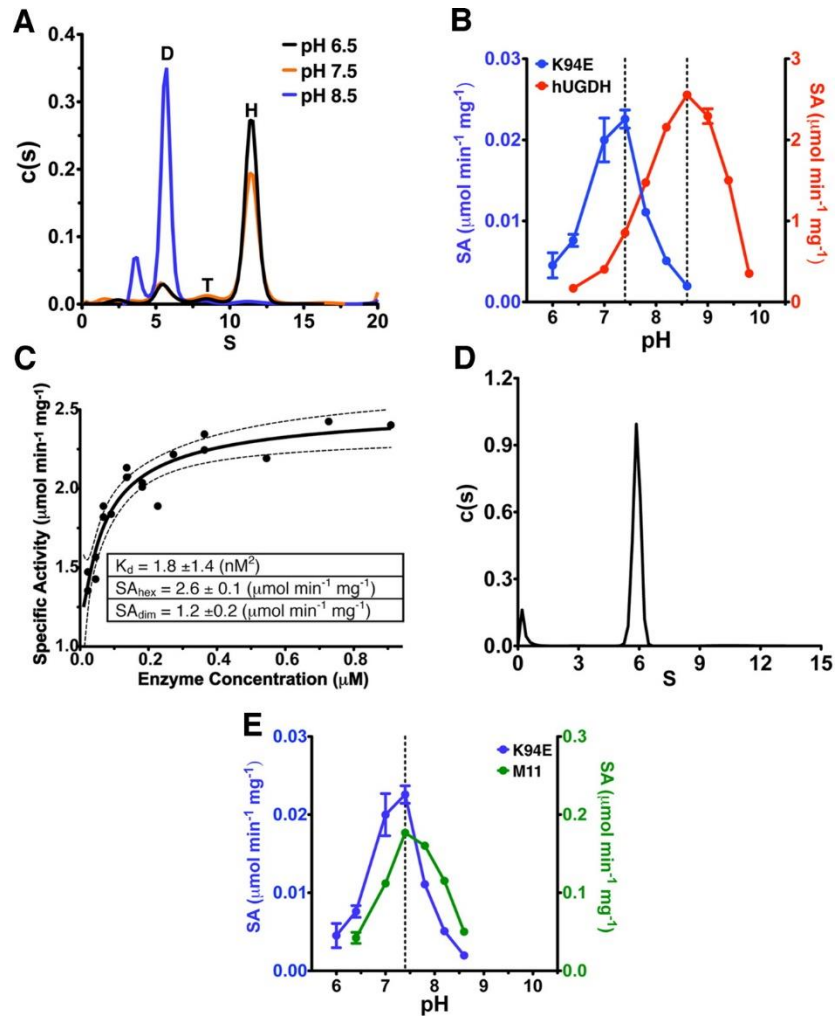 A
0.4
0.3
0.2
0.1
0.0
c(s)
D
H
T
pH 6.5
pH 7.5
pH 8.5
0 5 10 15 20
S
B
0.03
0.02
0.01
0.00
SA (μmol min⁻¹ mg⁻¹)
K94E
hUGDH
3
2
1
0
SA (μmol min⁻¹ mg⁻¹)
6 7 8 9 10
pH
C
2.5
2.0
1.5
1.0
Specific Activity (μmol min⁻¹ mg⁻¹)
Kd = 1.8 ±1.4 (nM²)
SAhex = 2.6 ± 0.1 (μmol min⁻¹ mg⁻¹)
SAdim = 1.2 ±0.2 (μmol min⁻¹ mg⁻¹)
0.0 0.2 0.4 0.6 0.8
Enzyme Concentration (μM)
D
1.2
0.9
0.6
0.3
0.0
c(s)
0 3 6 9 12 15
S
E
0.03
0.02
0.01
0.00
SA (μmol min⁻¹ mg⁻¹)
K94E
M11
0.3
0.2
0.1
0.0
SA (μmol min⁻¹ mg⁻¹)
6 7 8 9 10
pH